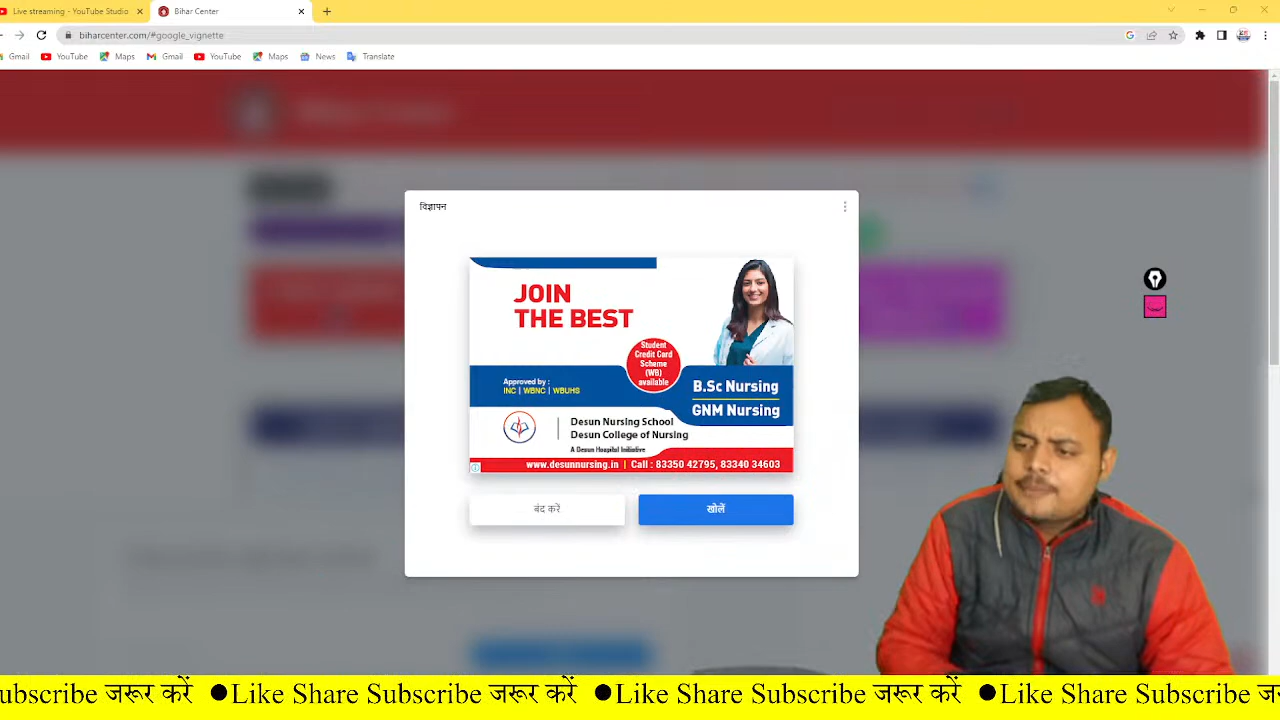 Live streaming - YouTube Studio
Bihar Center
biharcenter.com/#google_vignette
Gmail YouTube Maps Gmail YouTube Maps News Translate
विज्ञापन
JOIN
THE BEST
Student
Credit Card
Scheme
(WB)
available
Approved by :
INC | WBNC | WBUHS
B.Sc Nursing
GNM Nursing
Desun Nursing School
Desun College of Nursing
A Desun Hospital Initiative
www.desunnursing.in | Call : 83350 42795, 83340 34603
बंद करें
खोलें
ubscribe जरूर करें ●Like Share Subscribe जरूर करें ●Like Share Subscribe जरूर करें ●Like Share Subscribe जर